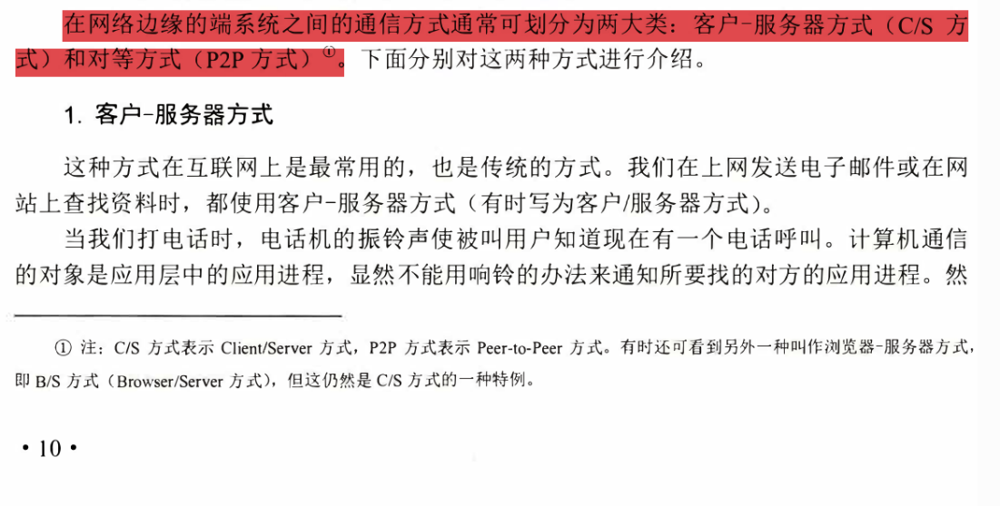 在网络边缘的端系统之间的通信方式通常可划分为两大类：客户-服务器方式（C/S 方
式）和对等方式（P2P 方式）①。下面分别对这两种方式进行介绍。
1. 客户-服务器方式
这种方式在互联网上是最常用的，也是传统的方式。我们在上网发送电子邮件或在网
站上查找资料时，都使用客户-服务器方式（有时写为客户/服务器方式）。
当我们打电话时，电话机的振铃声使被叫用户知道现在有一个电话呼叫。计算机通信
的对象是应用层中的应用进程，显然不能用响铃的办法来通知所要找的对方的应用进程。然
① 注：C/S 方式表示 Client/Server 方式，P2P 方式表示 Peer-to-Peer 方式。有时还可看到另外一种叫作浏览器-服务器方式，
即 B/S 方式（Browser/Server 方式），但这仍然是 C/S 方式的一种特例。
• 10 •